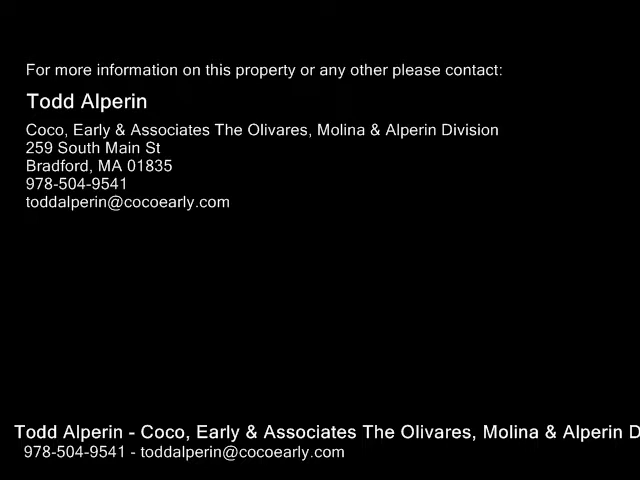 For more information on this property or any other please contact:
Todd Alperin
Coco, Early & Associates The Olivares, Molina & Alperin Division
259 South Main St
Bradford, MA 01835
978-504-9541
toddalperin@cocoearly.com
Todd Alperin - Coco, Early & Associates The Olivares, Molina & Alperin D
978-504-9541 - toddalperin@cocoearly.com